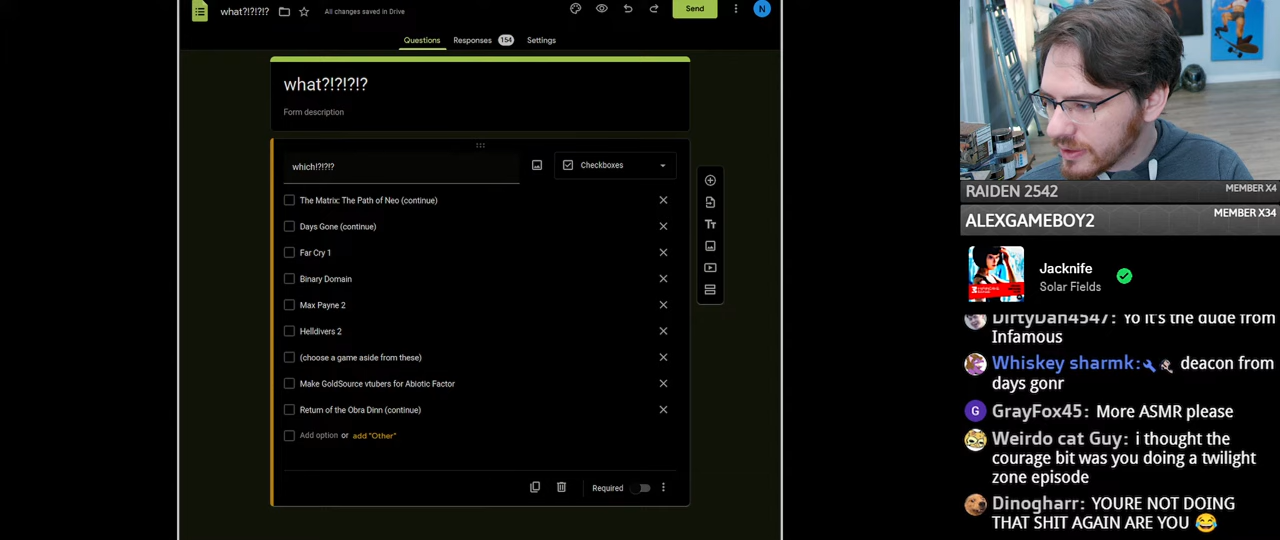 what?!?!?!?
All changes saved in Drive
Send
N
Questions
Responses
154
Settings
what?!?!?!?
Form description
which!?!?!?
Checkboxes
The Matrix: The Path of Neo (continue)
Days Gone (continue)
Far Cry 1
Binary Domain
Max Payne 2
Helldivers 2
(choose a game aside from these)
Make GoldSource vtubers for Abiotic Factor
Return of the Obra Dinn (continue)
Add option or add "Other"
Required
RAIDEN 2542
MEMBER X4
ALEXGAMEBOY2
MEMBER X34
Jacknife
Solar Fields
DirtyDan4547: Yo it's the dude from
Infamous
Whiskey sharmk: deacon from
days gonr
G GrayFox45: More ASMR please
Weirdo cat Guy: i thought the
courage bit was you doing a twilight
zone episode
Dinogharr: YOURE NOT DOING
THAT SHIT AGAIN ARE YOU 😂